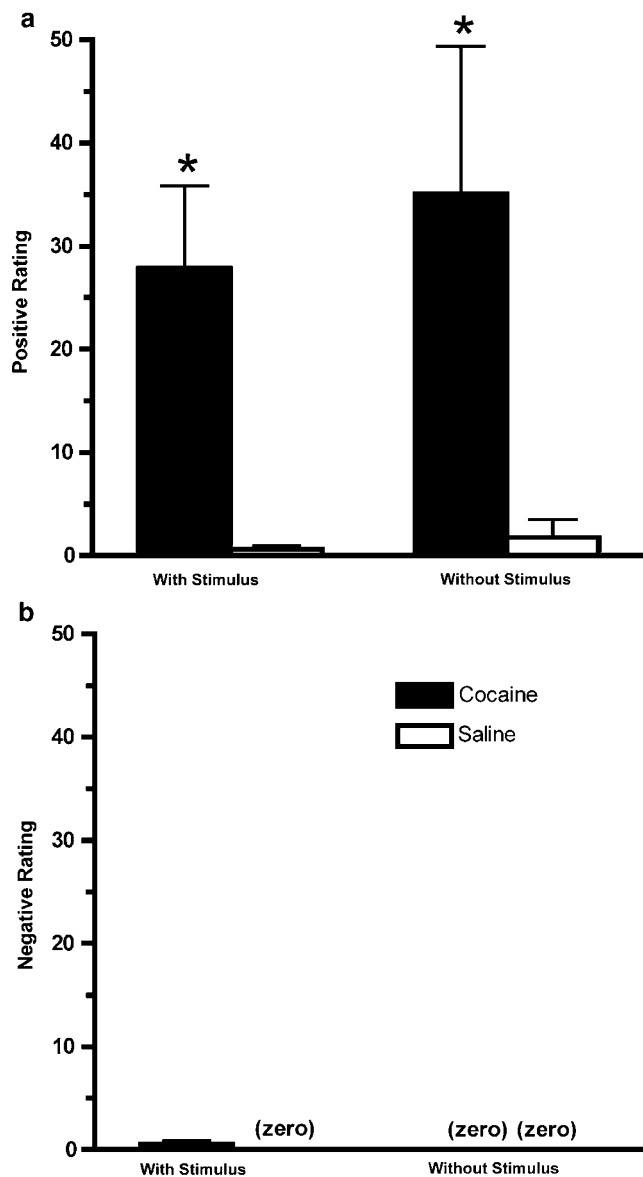 a
50
*
*
40
30
20
10
0
Positive Rating
With Stimulus Without Stimulus
b
50
Cocaine
40
Saline
30
20
10
0
Negative Rating
(zero) (zero) (zero)
With Stimulus Without Stimulus